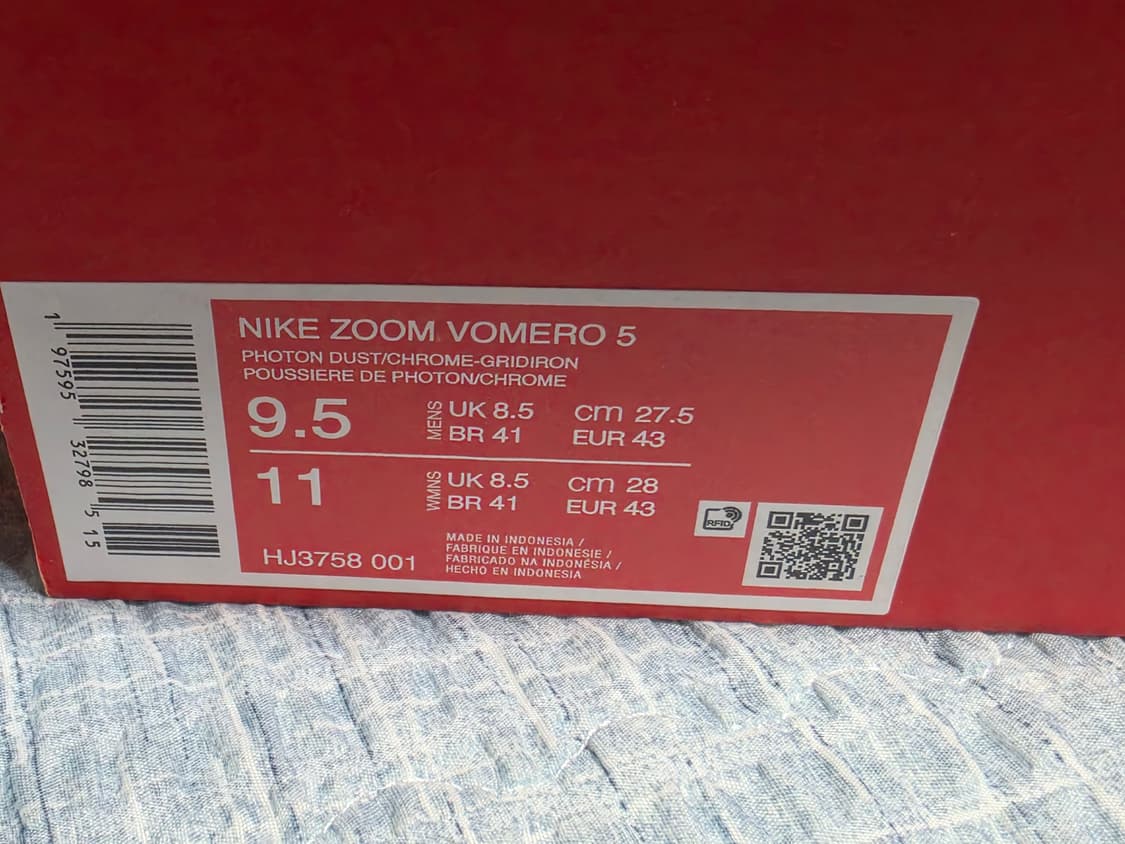 1 97595 32798 5 15
NIKE ZOOM VOMERO 5
PHOTON DUST/CHROME-GRIDIRON
POUSSIERE DE PHOTON/CHROME
9.5 MENS UK 8.5 cm 27.5
BR 41 EUR 43
11 WMNS UK 8.5 cm 28
BR 41 EUR 43
HJ3758 001
MADE IN INDONESIA /
FABRIQUE EN INDONESIE /
FABRICADO NA INDONÉSIA /
HECHO EN INDONESIA
RFID